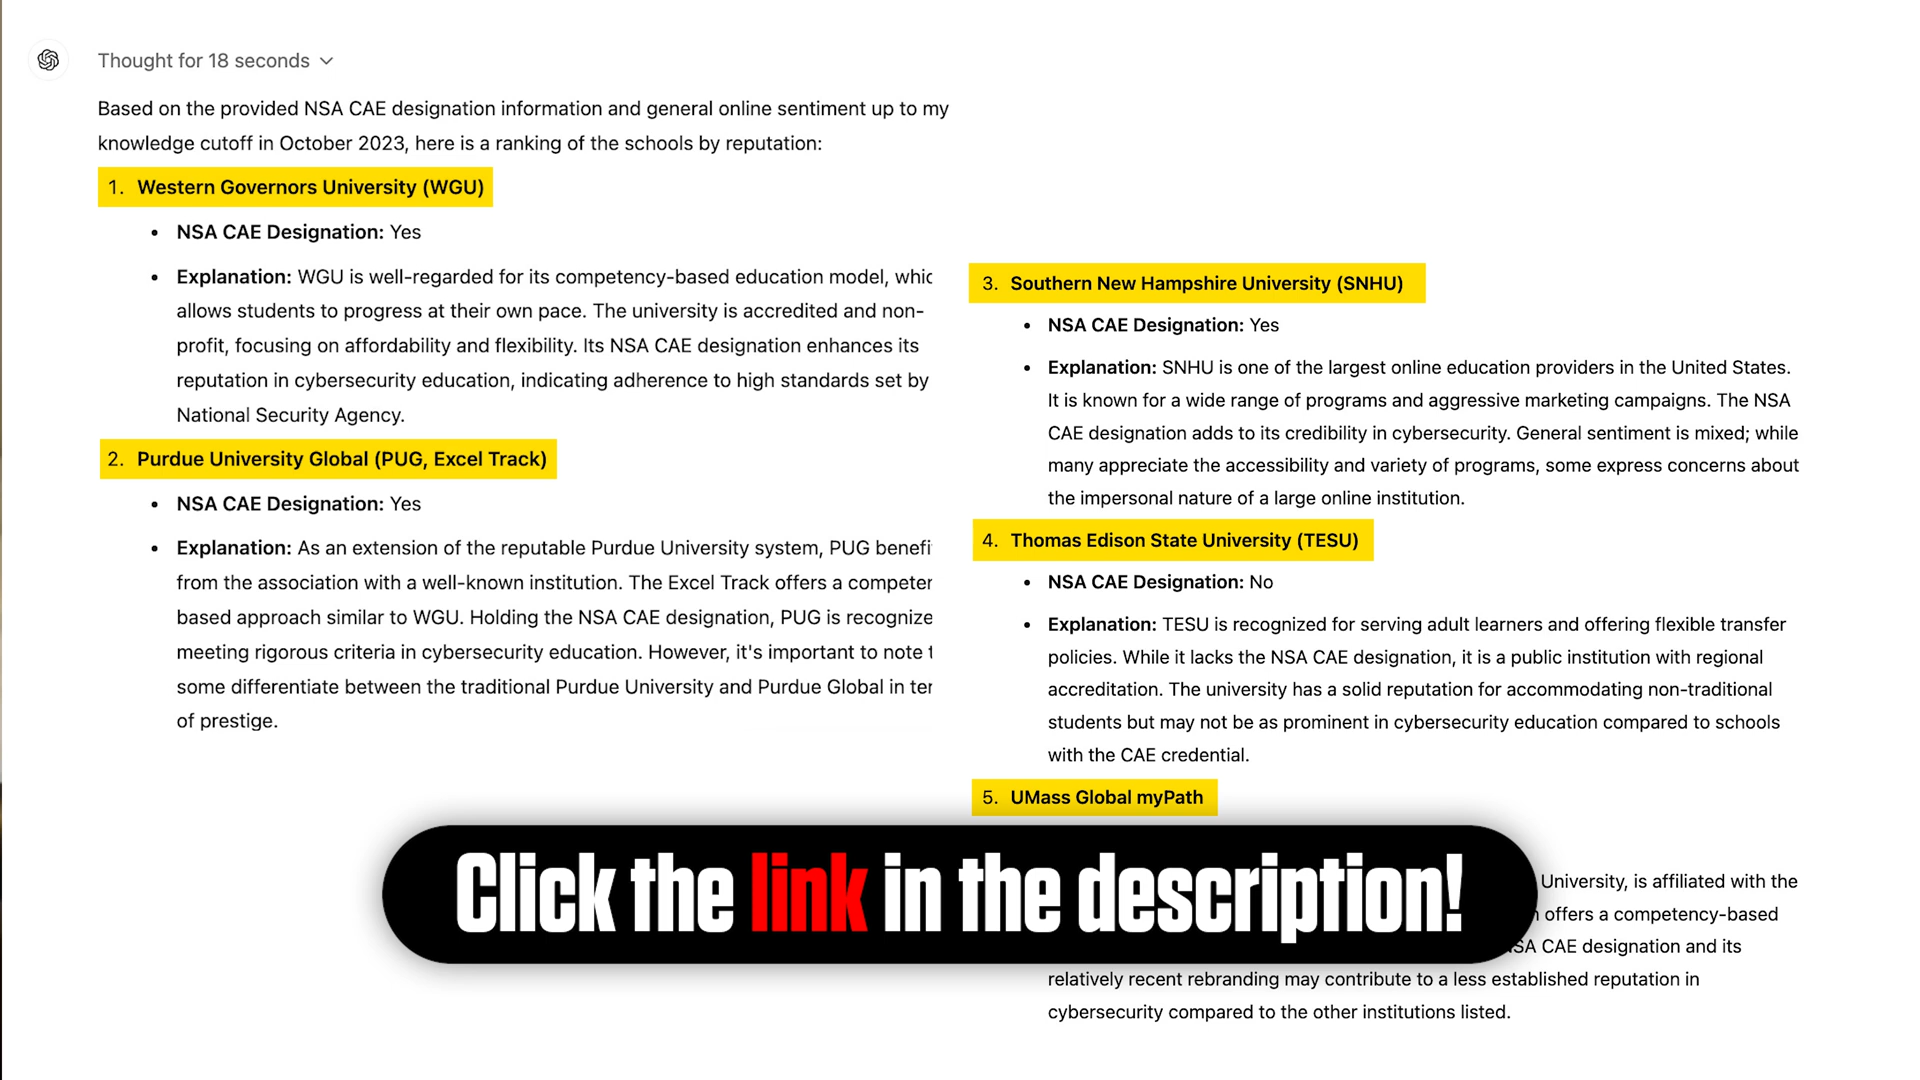 Thought for 18 seconds
Based on the provided NSA CAE designation information and general online sentiment up to my
knowledge cutoff in October 2023, here is a ranking of the schools by reputation:
1. Western Governors University (WGU)
• NSA CAE Designation: Yes
• Explanation: WGU is well-regarded for its competency-based education model,
allows students to progress at their own pace. The university is accredited and non-
profit, focusing on affordability and flexibility. Its NSA CAE designation enhances its
reputation in cybersecurity education, indicating adherence to high standards set by
National Security Agency.
2. Purdue University Global (PUG, Excel Track)
• NSA CAE Designation: Yes
• Explanation: As an extension of the reputable Purdue University system, PUG
from the association with a well-known institution. The Excel Track offers a
based approach similar to WGU. Holding the NSA CAE designation, PUG is
meeting rigorous criteria in cybersecurity education. However, it's important to note
some differentiate between the traditional Purdue University and Purdue Global in
of prestige.
3. Southern New Hampshire University (SNHU)
• NSA CAE Designation: Yes
• Explanation: SNHU is one of the largest online education providers in the United States.
It is known for a wide range of programs and aggressive marketing campaigns. The NSA
CAE designation adds to its credibility in cybersecurity. General sentiment is mixed; while
many appreciate the accessibility and variety of programs, some express concerns about
the impersonal nature of a large online institution.
4. Thomas Edison State University (TESU)
• NSA CAE Designation: No
• Explanation: TESU is recognized for serving adult learners and offering flexible transfer
policies. While it lacks the NSA CAE designation, it is a public institution with regional
accreditation. The university has a solid reputation for accommodating non-traditional
students but may not be as prominent in cybersecurity education compared to schools
with the CAE credential.
5. UMass Global myPath
University, is affiliated with the
offers a competency-based
CAE designation and its
relatively recent rebranding may contribute to a less established reputation in
cybersecurity compared to the other institutions listed.
Click the link in the description!